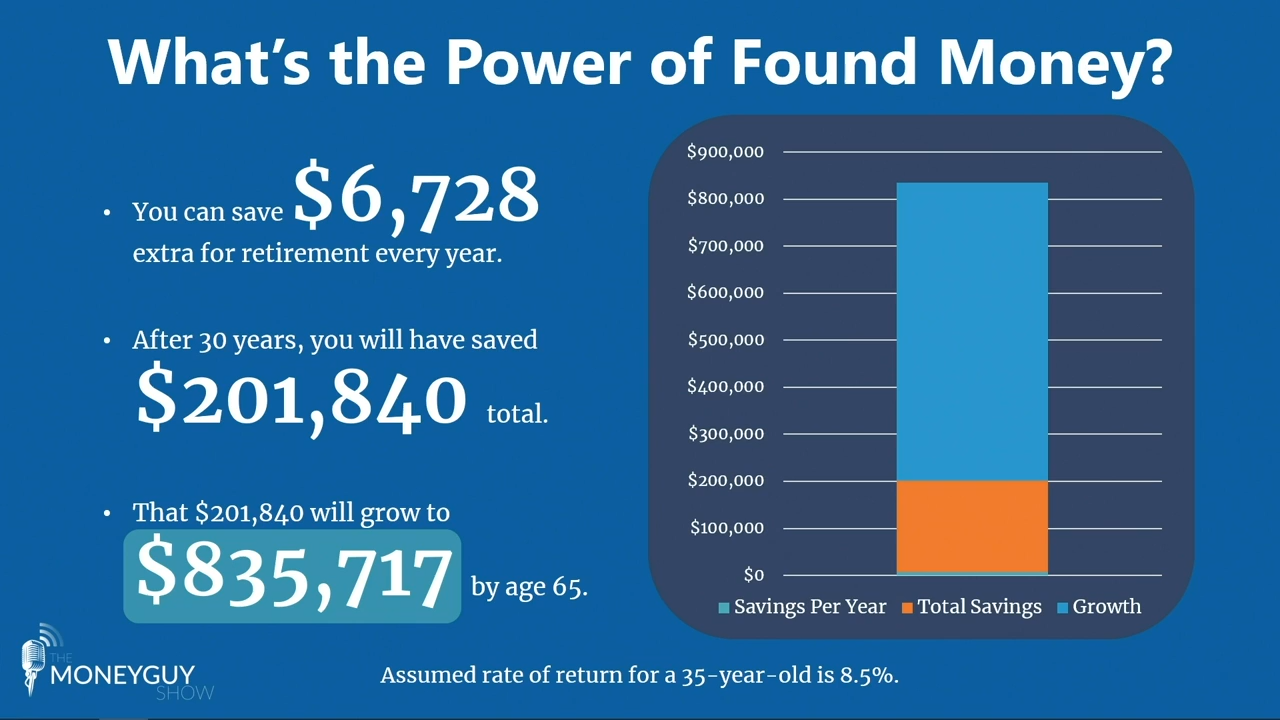 What's the Power of Found Money?
• You can save $6,728
extra for retirement every year.
• After 30 years, you will have saved
$201,840 total.
• That $201,840 will grow to
$835,717 by age 65.
$900,000
$800,000
$700,000
$600,000
$500,000
$400,000
$300,000
$200,000
$100,000
$0
Savings Per Year Total Savings Growth
THE
MONEYGUY
SHOW
Assumed rate of return for a 35-year-old is 8.5%.